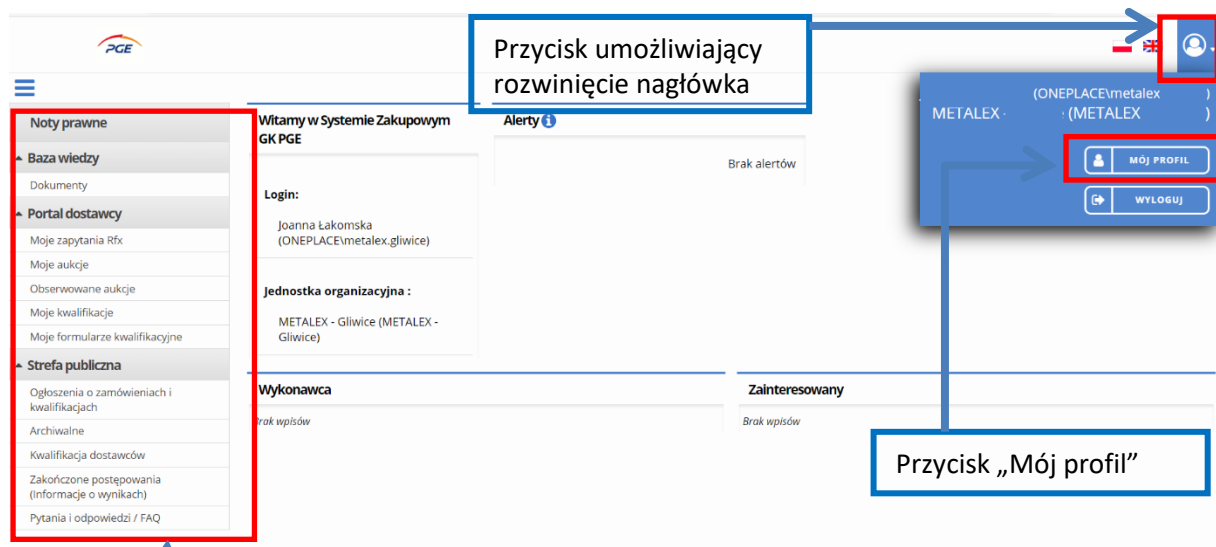 PGE
Przycisk umożliwiający
rozwinięcie nagłówka
(ONEPLACE\metalex )
METALEX - (METALEX )
MÓJ PROFIL
WYLOGUJ
Noty prawne
Baza wiedzy
Dokumenty
Portal dostawcy
Moje zapytania Rfx
Moje aukcje
Obserwowane aukcje
Moje kwalifikacje
Moje formularze kwalifikacyjne
Strefa publiczna
Ogłoszenia o zamówieniach i
kwalifikacjach
Archiwalne
Kwalifikacja dostawców
Zakończone postępowania
(Informacje o wynikach)
Pytania i odpowiedzi / FAQ
Witamy w Systemie Zakupowym
GK PGE
Login:
Joanna Łakomska
(ONEPLACE\metalex.gliwice)
Jednostka organizacyjna :
METALEX - Gliwice (METALEX -
Gliwice)
Alerty
Brak alertów
Wykonawca
Brak wpisów
Zainteresowany
Brak wpisów
Przycisk „Mój profil”